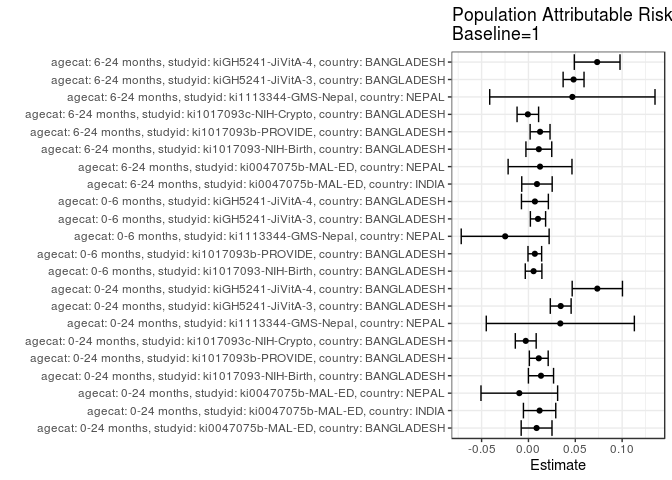 Population Attributable Risk
Baseline=1
agecat: 6-24 months, studyid: kiGH5241-JiVitA-4, country: BANGLADESH
agecat: 6-24 months, studyid: kiGH5241-JiVitA-3, country: BANGLADESH
agecat: 6-24 months, studyid: ki1113344-GMS-Nepal, country: NEPAL
agecat: 6-24 months, studyid: ki1017093c-NIH-Crypto, country: BANGLADESH
agecat: 6-24 months, studyid: ki1017093b-PROVIDE, country: BANGLADESH
agecat: 6-24 months, studyid: ki1017093-NIH-Birth, country: BANGLADESH
agecat: 6-24 months, studyid: ki0047075b-MAL-ED, country: NEPAL
agecat: 6-24 months, studyid: ki0047075b-MAL-ED, country: INDIA
agecat: 0-6 months, studyid: kiGH5241-JiVitA-4, country: BANGLADESH
agecat: 0-6 months, studyid: kiGH5241-JiVitA-3, country: BANGLADESH
agecat: 0-6 months, studyid: ki1113344-GMS-Nepal, country: NEPAL
agecat: 0-6 months, studyid: ki1017093b-PROVIDE, country: BANGLADESH
agecat: 0-6 months, studyid: ki1017093-NIH-Birth, country: BANGLADESH
agecat: 0-24 months, studyid: kiGH5241-JiVitA-4, country: BANGLADESH
agecat: 0-24 months, studyid: kiGH5241-JiVitA-3, country: BANGLADESH
agecat: 0-24 months, studyid: ki1113344-GMS-Nepal, country: NEPAL
agecat: 0-24 months, studyid: ki1017093c-NIH-Crypto, country: BANGLADESH
agecat: 0-24 months, studyid: ki1017093b-PROVIDE, country: BANGLADESH
agecat: 0-24 months, studyid: ki1017093-NIH-Birth, country: BANGLADESH
agecat: 0-24 months, studyid: ki0047075b-MAL-ED, country: NEPAL
agecat: 0-24 months, studyid: ki0047075b-MAL-ED, country: INDIA
agecat: 0-24 months, studyid: ki0047075b-MAL-ED, country: BANGLADESH
-0.05 0.00 0.05 0.10
Estimate